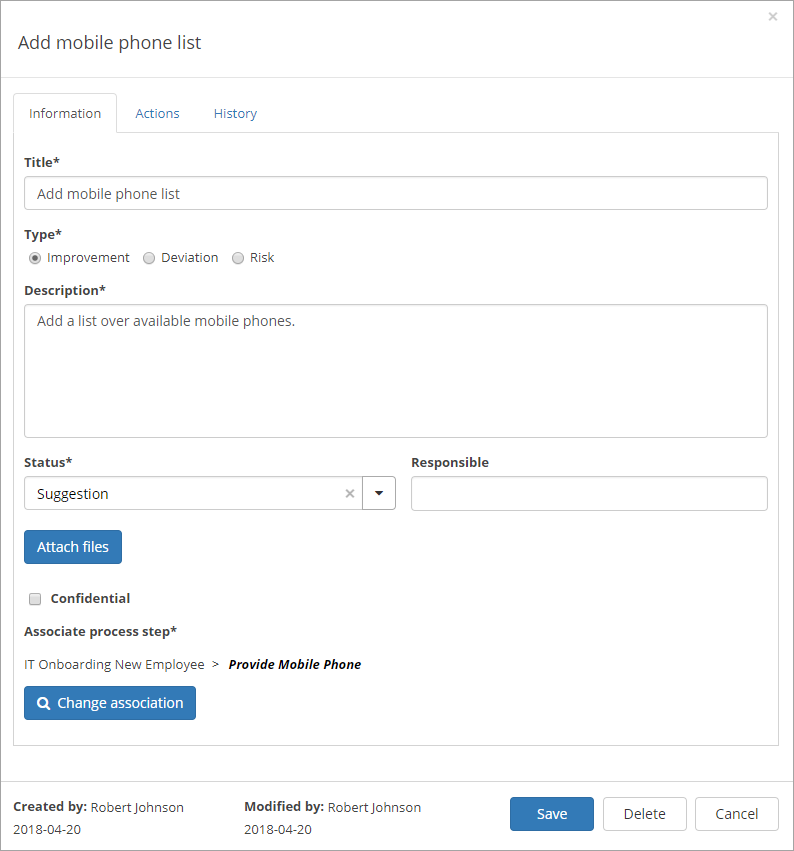 ×
Add mobile phone list
Information Actions History
Title*
Add mobile phone list
Type*
Improvement Deviation Risk
Description*
Add a list over available mobile phones.
Status* Responsible
Suggestion ×
Attach files
Confidential
Associate process step*
IT Onboarding New Employee > Provide Mobile Phone
Change association
Created by: Robert Johnson Modified by: Robert Johnson
2018-04-20 2018-04-20
Save Delete Cancel